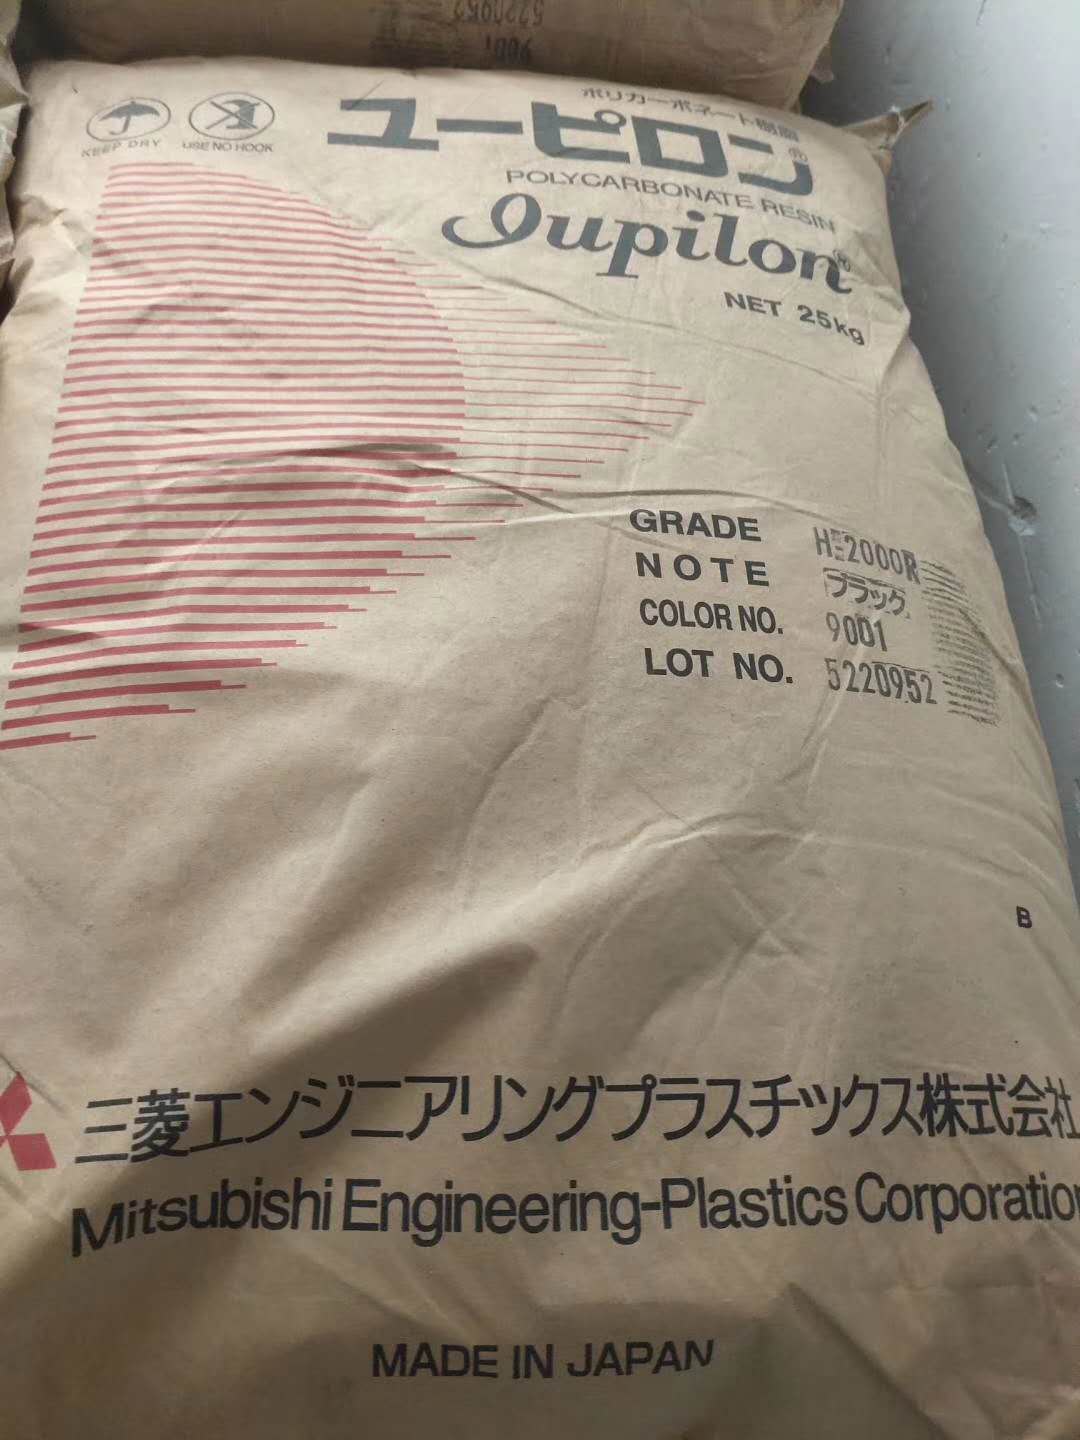 5220952
9001
ポリカーボネート樹脂
ユーピロン®
KEEP DRY
USE NO HOOK
POLYCARBONATE RESIN
Iupilon®
NET 25kg
GRADE 2000R
NOTE ブラック
COLOR NO. 9001
LOT NO. 5220952
B
三菱エンジニアリングプラスチックス株式会社
Mitsubishi Engineering-Plastics Corporation
MADE IN JAPAN